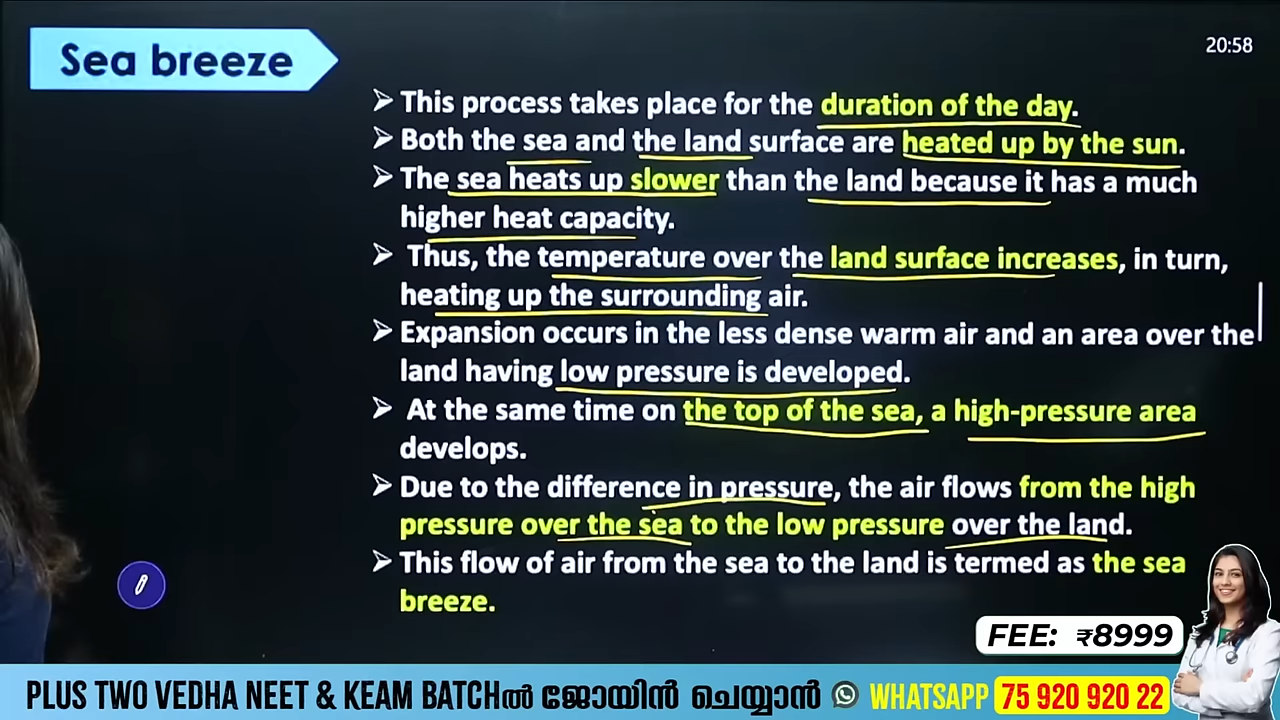 Sea breeze
20:58
➢ This process takes place for the duration of the day.
➢ Both the sea and the land surface are heated up by the sun.
➢ The sea heats up slower than the land because it has a much
higher heat capacity.
➢ Thus, the temperature over the land surface increases, in turn,
heating up the surrounding air.
➢ Expansion occurs in the less dense warm air and an area over the
land having low pressure is developed.
➢ At the same time on the top of the sea, a high-pressure area
develops.
➢ Due to the difference in pressure, the air flows from the high
pressure over the sea to the low pressure over the land.
➢ This flow of air from the sea to the land is termed as the sea
breeze.
FEE: ₹8999
PLUS TWO VEDHA NEET & KEAM BATCHൽ ജോയിൻ ചെയ്യാൻ WHATSAPP 75 920 920 22